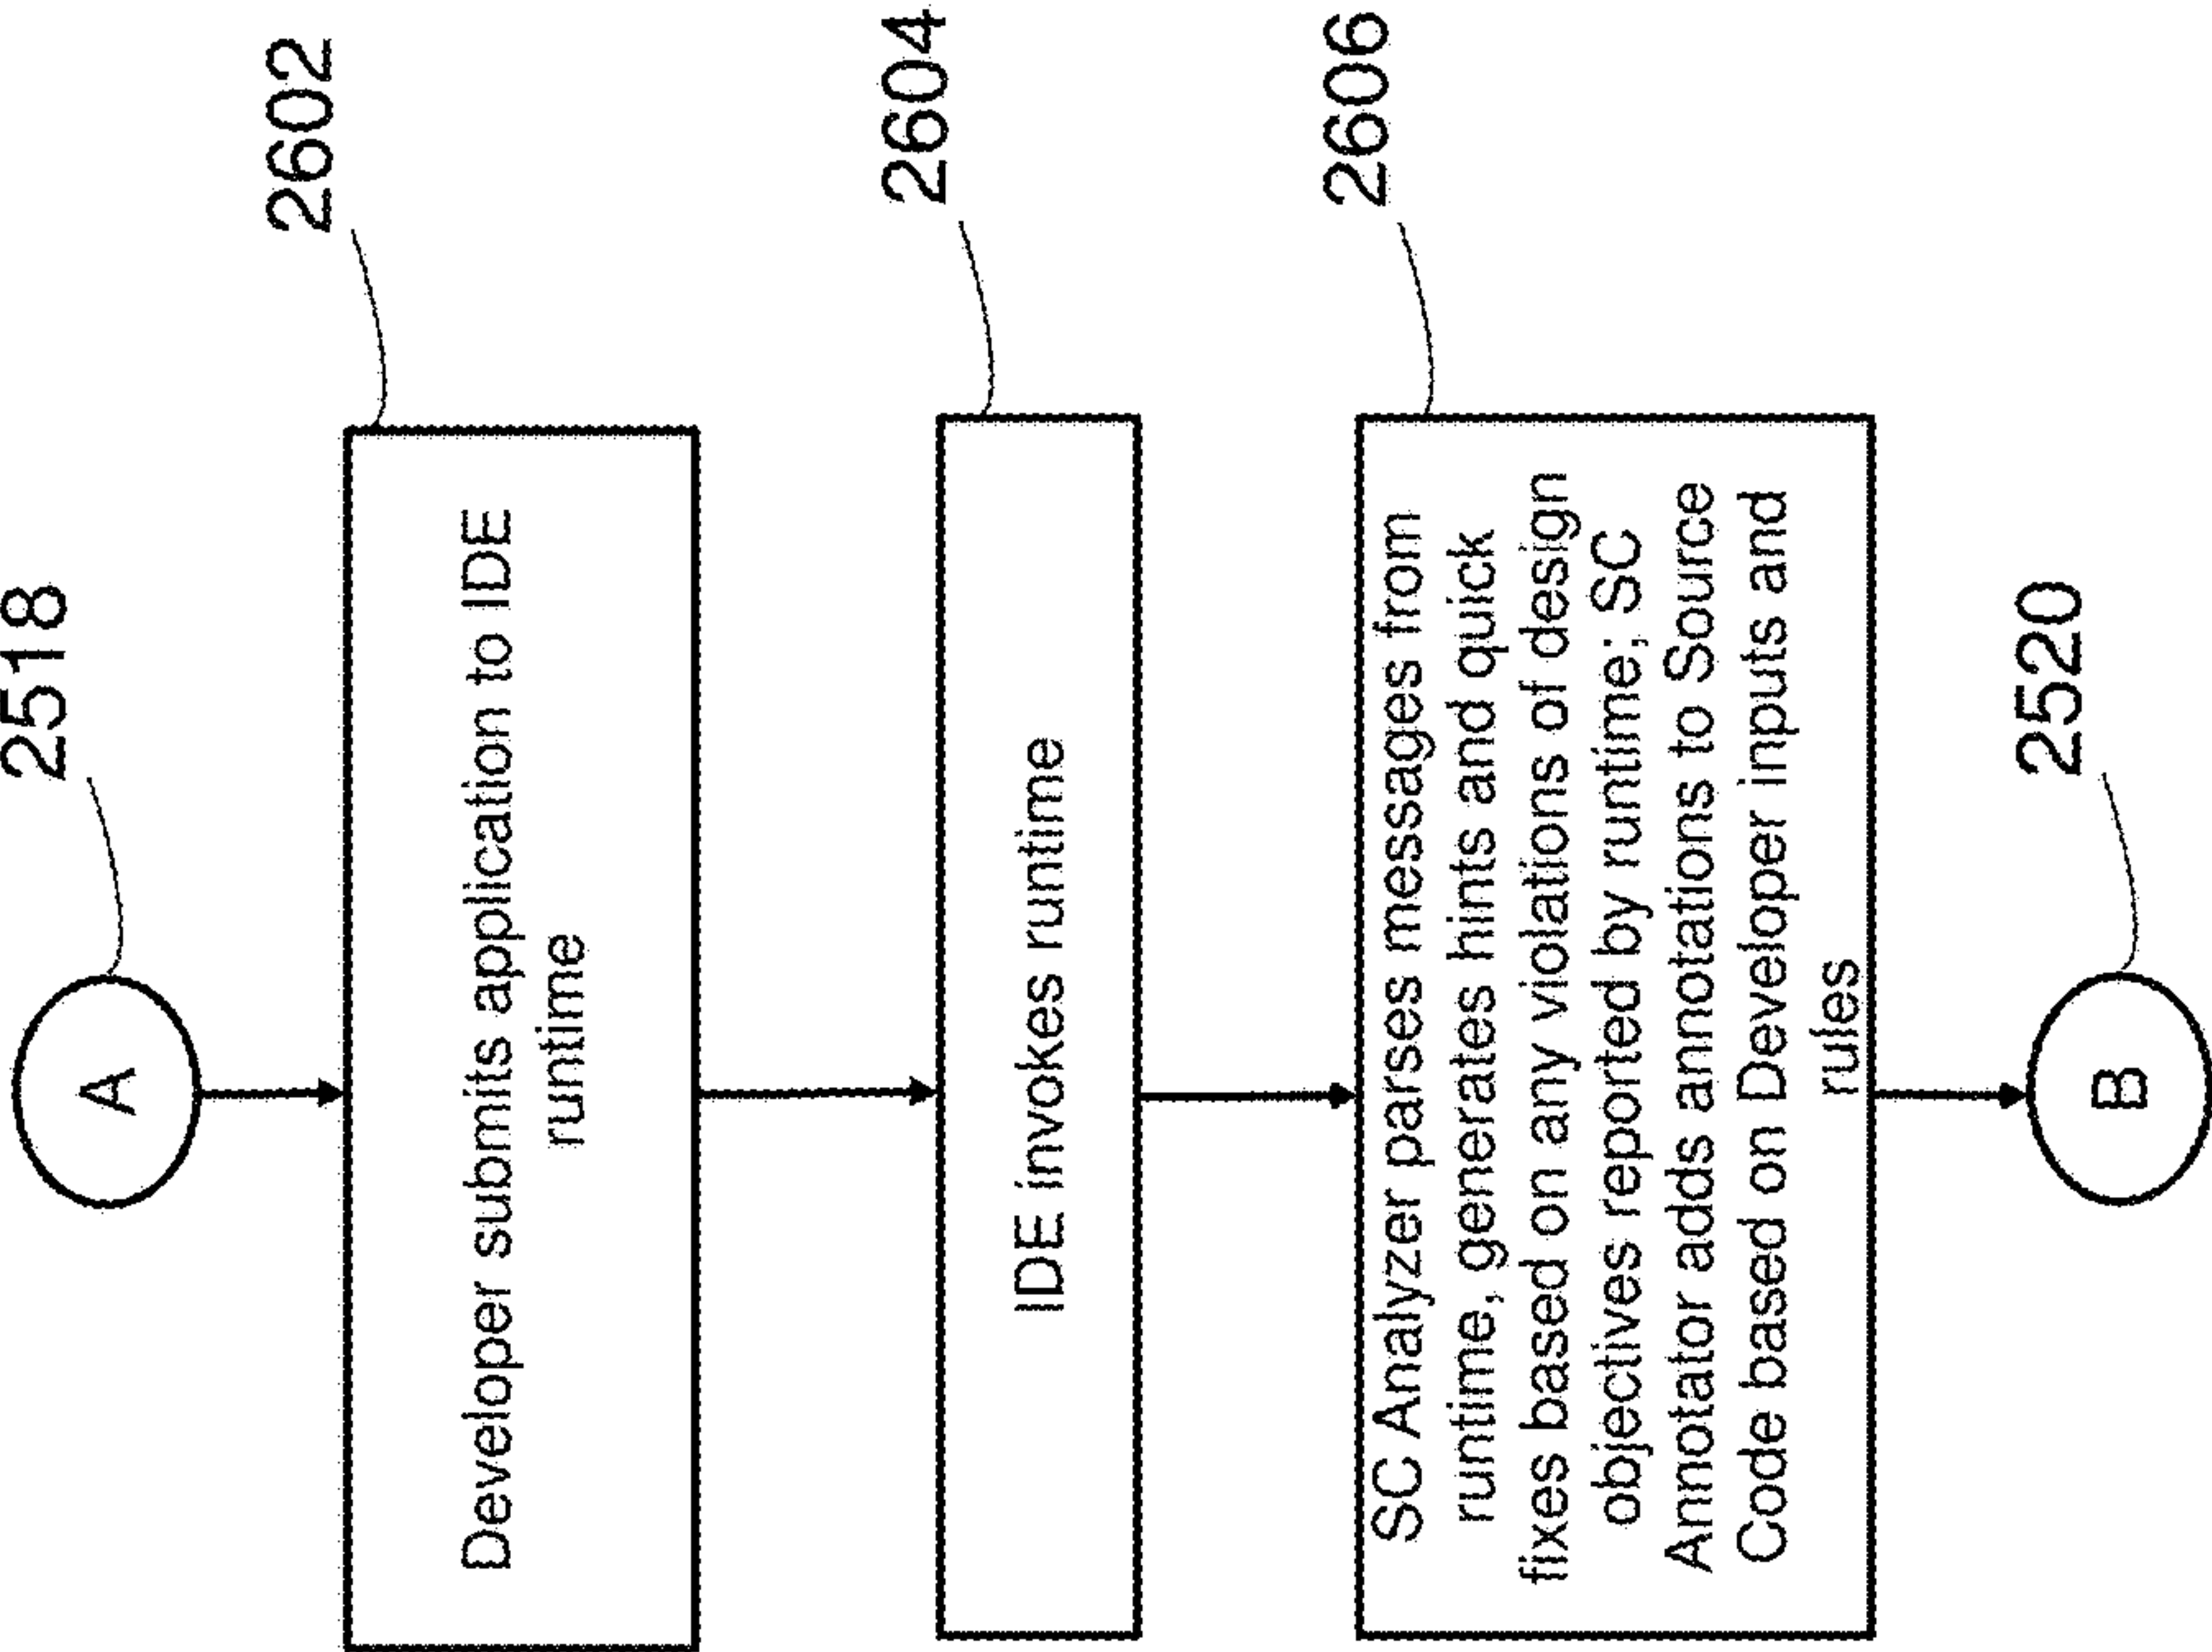 2518
A
2602
Developer submits application to IDE
runtime
2604
IDE invokes runtime
2606
SC Analyzer parses messages from
runtime, generates hints and quick
fixes based on any violations of design
objectives reported by runtime; SC
Annotator adds annotations to Source
Code based on Developer inputs and
rules
2520
B